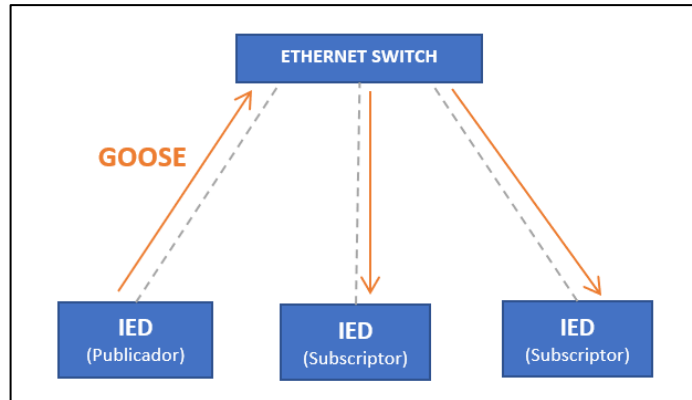 ETHERNET SWITCH
GOOSE
IED
(Publicador)
IED
(Subscriptor)
IED
(Subscriptor)